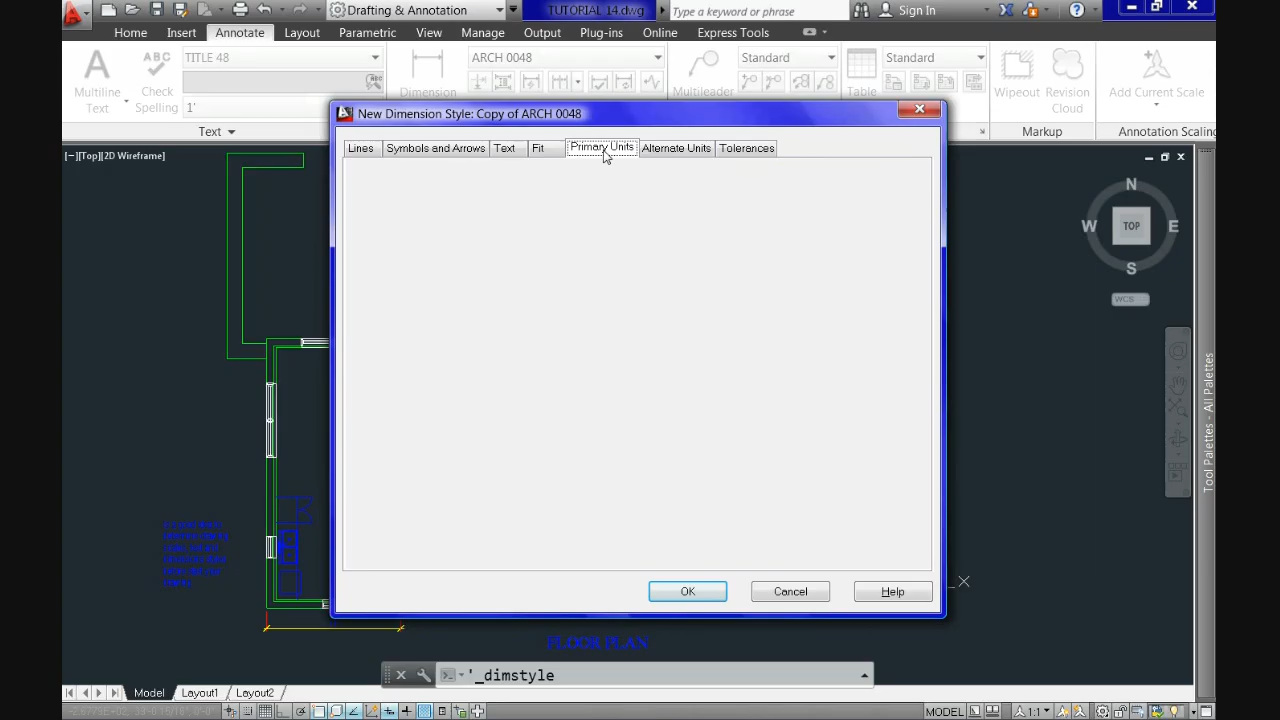 Drafting & Annotation
TUTORIAL 14.dwg
Type a keyword or phrase
Sign In
Home Insert Annotate Layout Parametric View Manage Output Plug-ins Online Express Tools
A ABC TITLE 48 ARCH 0048 Standard Standard
Multiline Text
Check Spelling
1'
Dimension
Multileader
Table
Wipeout
Revision Cloud
Add Current Scale
Text
Markup
Annotation Scaling
New Dimension Style: Copy of ARCH 0048
[−][Top][2D Wireframe]
Lines Symbols and Arrows Text Fit Primary Units Alternate Units Tolerances
N
W TOP E
S
WCS
Tool Palettes - All Palettes
OK Cancel Help
X
FLOOR PLAN
'_dimstyle
Model Layout1 Layout2
MODEL 1:1